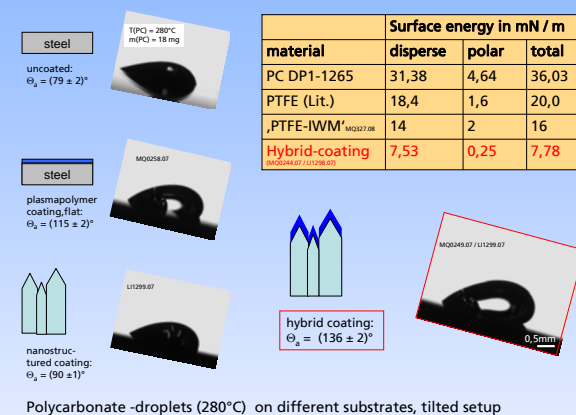 steel
uncoated:
Θa = (79 ± 2)°
T(PC) = 280°C
m(PC) = 18 mg
Surface energy in mN / m
material disperse polar total
PC DP1-1265 31,38 4,64 36,03
PTFE (Lit.) 18,4 1,6 20,0
‚PTFE-IWM‘ MQ327.08 14 2 16
Hybrid-coating 7,53 0,25 7,78
(MQ0244.07 / LI1298.07)
steel
plasmapolymer
coating,flat:
Θa = (115 ± 2)°
MQ0258.07
nanostruc-
tured coating:
Θa = (90 ±1)°
LI1299.07
hybrid coating:
Θa = (136 ± 2)°
MQ0249.07 / LI1299.07
0,5mm
Polycarbonate -droplets (280°C) on different substrates, tilted setup